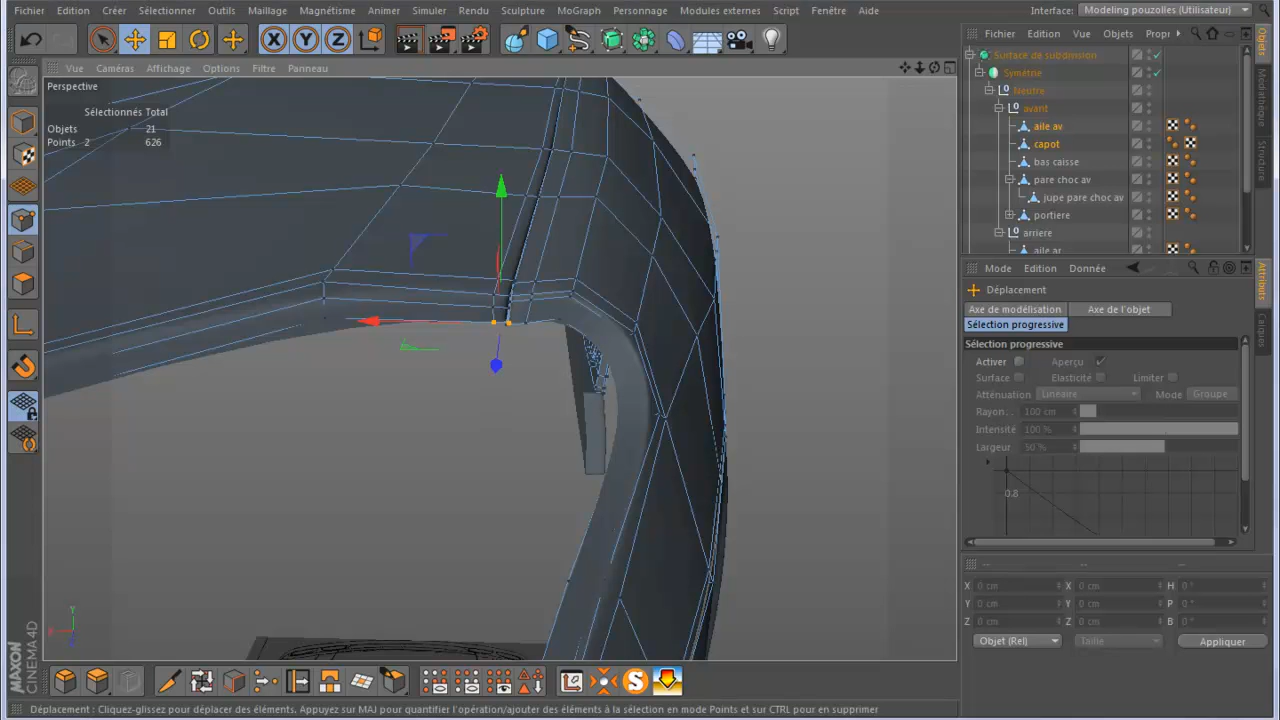 Fichier Edition Créer Sélectionner Outils Maillage Magnétisme Animer Simuler Rendu Sculpture MoGraph Personnage Modules externes Script Fenêtre Aide Interface: Modeling pouzolles (Utilisateur)
Fichier Edition Vue Objets Propr
Objets
Médiathèque
Structure
Vue Caméras Affichage Options Filtre Panneau
Perspective
Sélectionnés Total
Objets 21
Points 2 626
Surface de subdivision
Symétrie
Neutre
avant
aile av
capot
bas caisse
pare choc av
jupe pare choc av
portiere
arriere
aile ar
Mode Edition Donnée
Attributs
Calques
Déplacement
Axe de modélisation Axe de l'objet
Sélection progressive
Sélection progressive
Activer Aperçu
Surface Elasticité Limiter
Atténuation Linéaire Mode Groupe
Rayon . : 100 cm
Intensité 100 %
Largeur 50 %
0.8
-- -- --
X 0 cm X 0 cm H 0 °
Y 0 cm Y 0 cm P 0 °
Z 0 cm Z 0 cm B 0 °
Objet (Rel) Taille Appliquer
Y
X
Z
MAXON
CINEMA 4D
Déplacement : Cliquez-glissez pour déplacer des éléments. Appuyez sur MAJ pour quantifier l'opération/ajouter des éléments à la sélection en mode Points et sur CTRL pour en supprimer